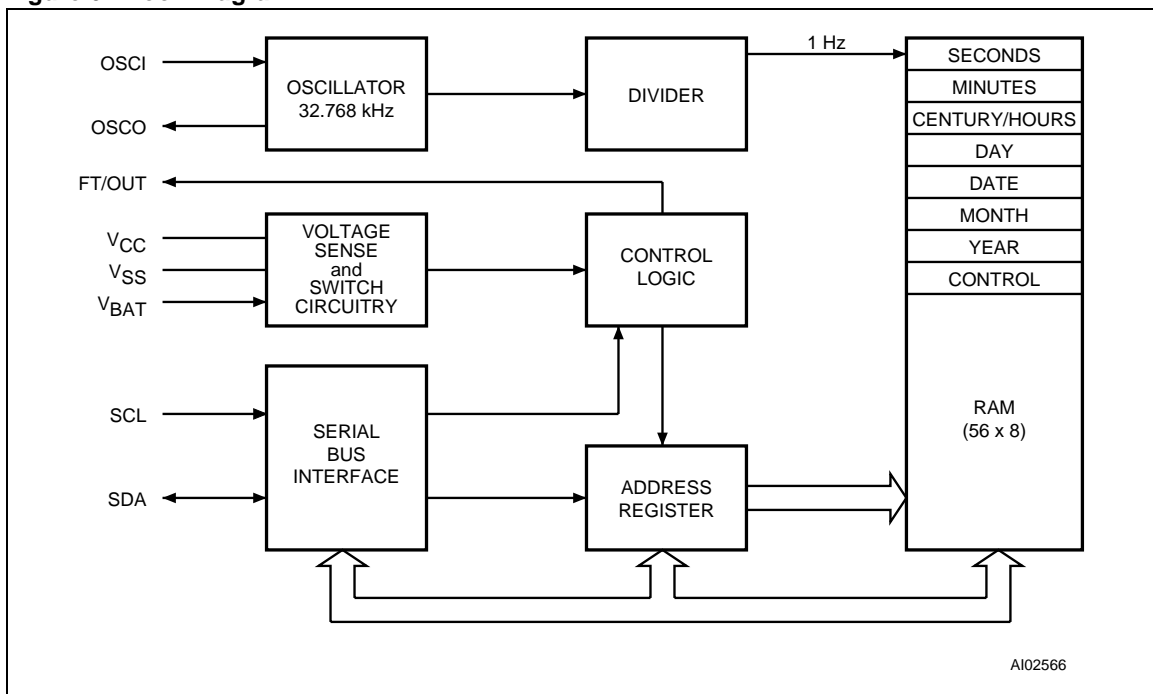 OSCI
OSCO
FT/OUT
VCC
VSS
VBAT
SCL
SDA
OSCILLATOR
32.768 kHz
DIVIDER
1 Hz
VOLTAGE
SENSE
and
SWITCH
CIRCUITRY
CONTROL
LOGIC
SERIAL
BUS
INTERFACE
ADDRESS
REGISTER
SECONDS
MINUTES
CENTURY/HOURS
DAY
DATE
MONTH
YEAR
CONTROL
RAM
(56 x 8)
AI02566